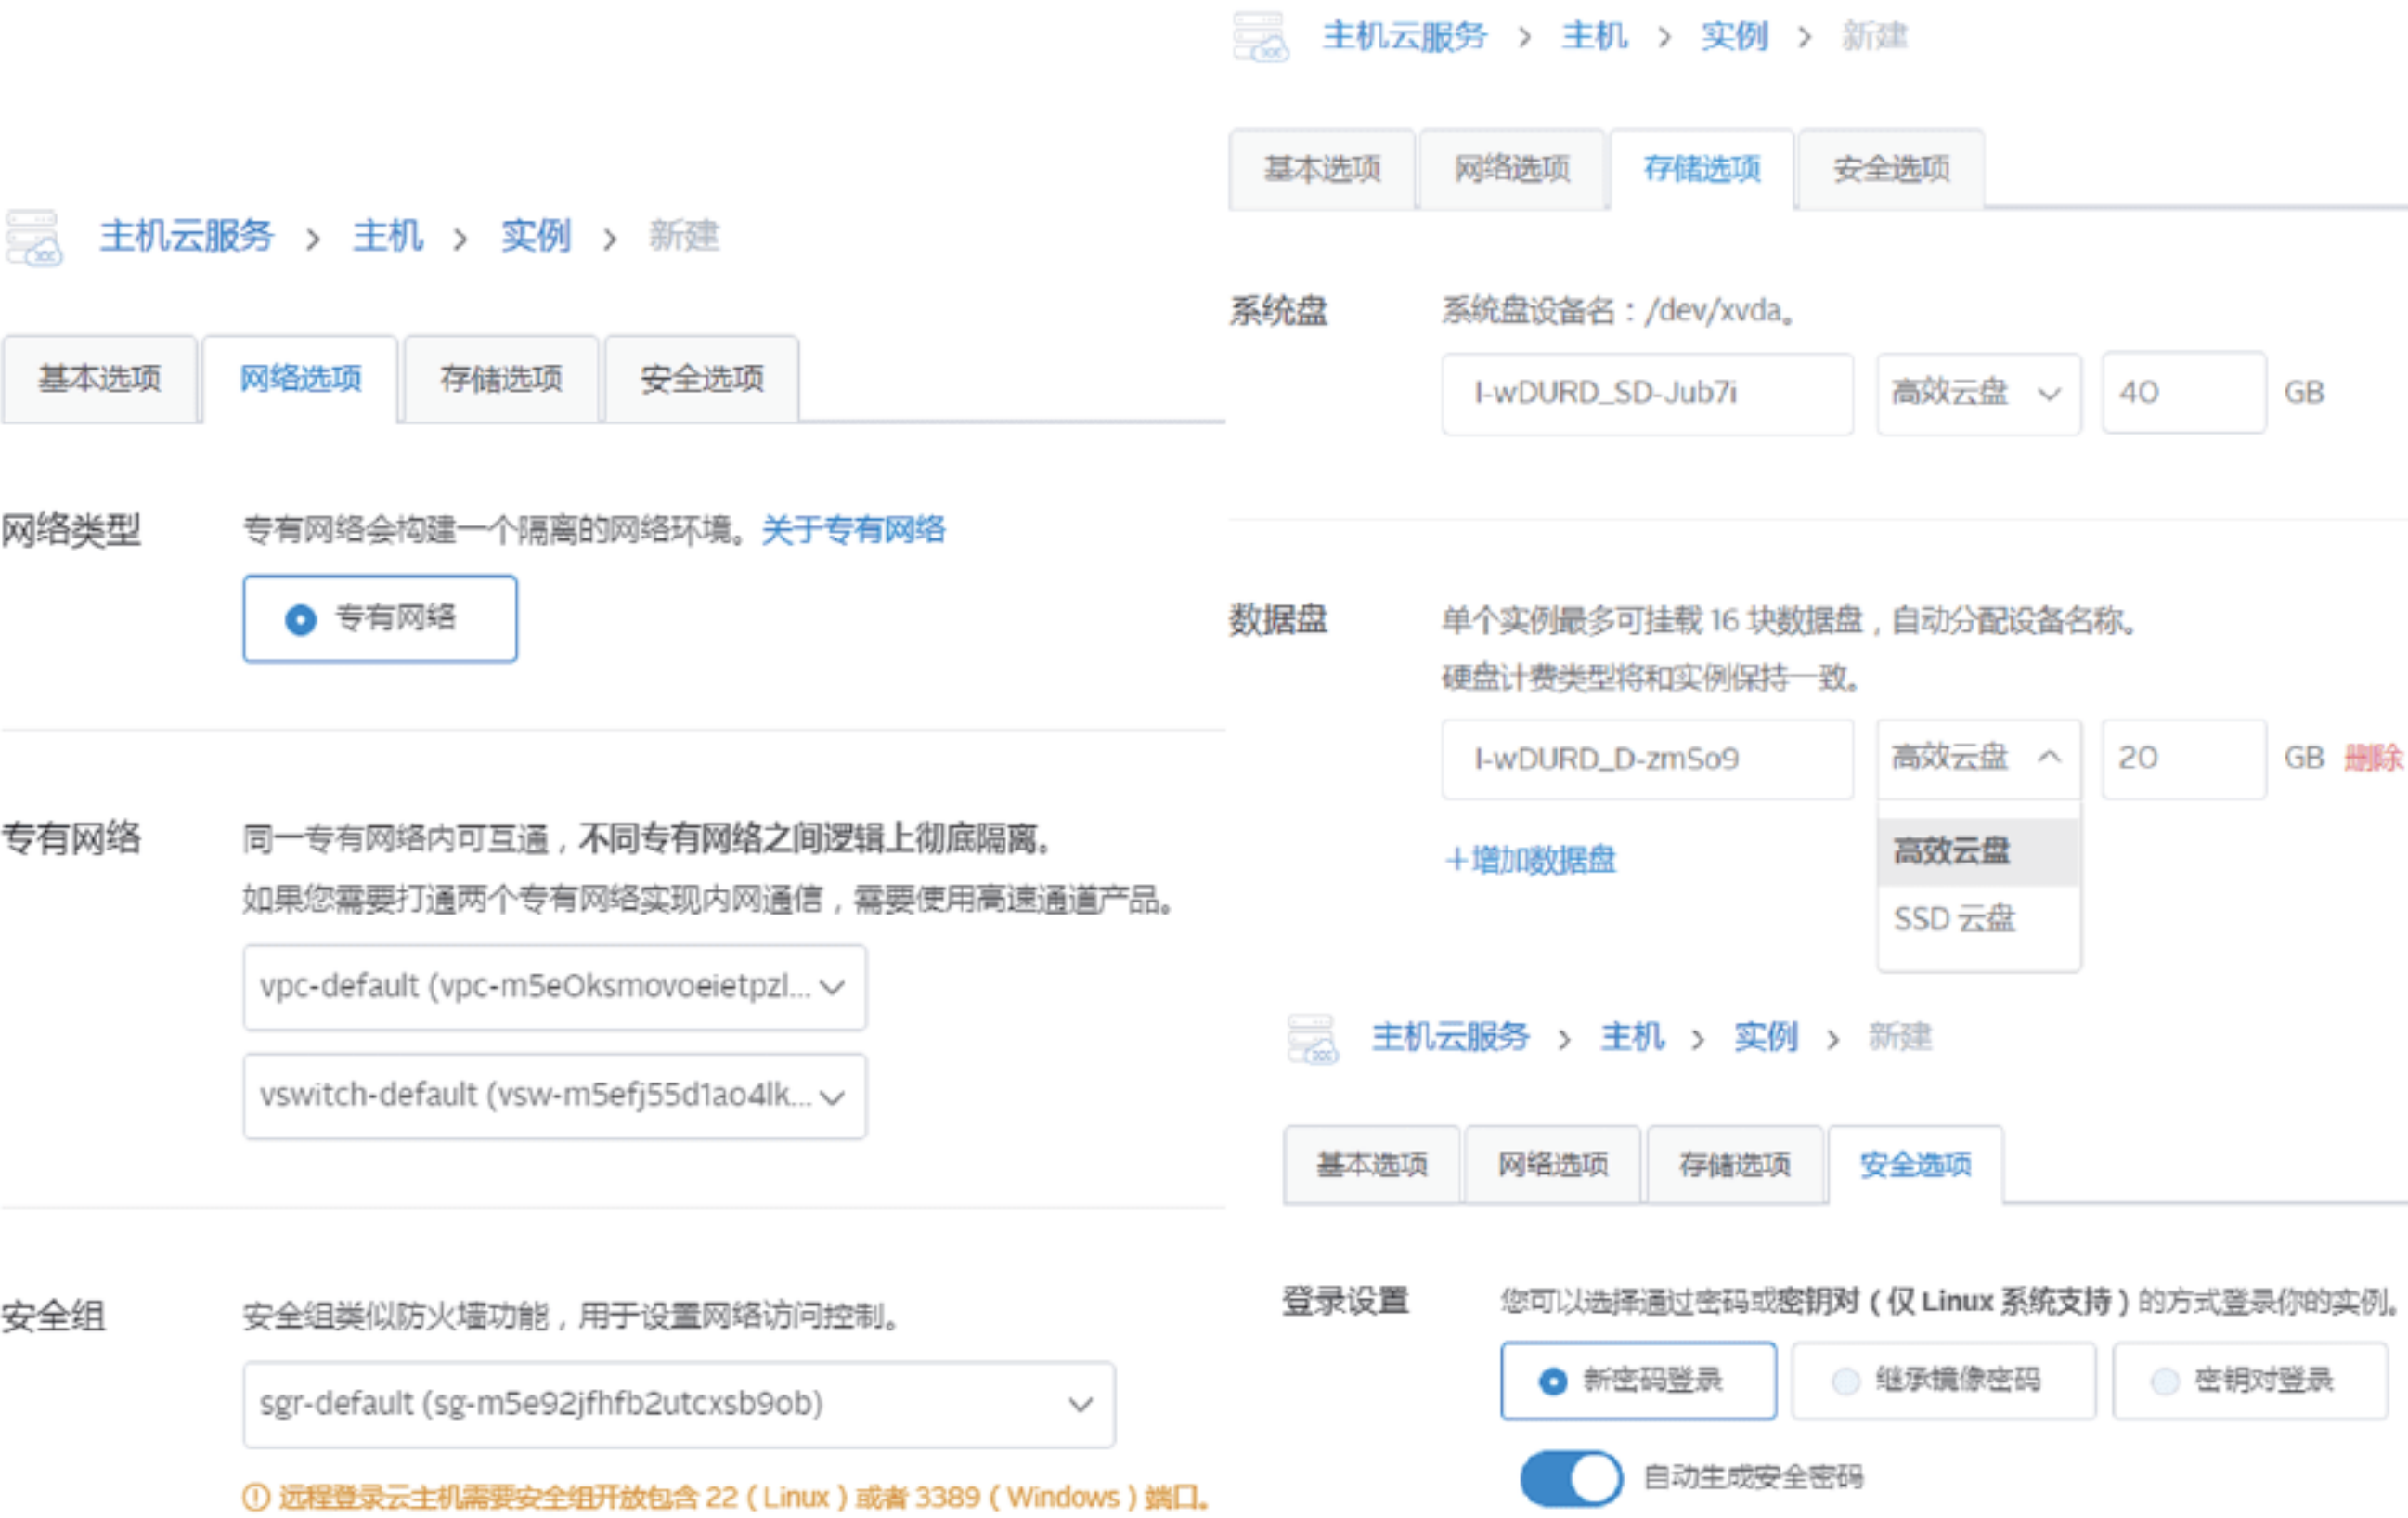 主机云服务 > 主机 > 实例 > 新建
基本选项 网络选项 存储选项 安全选项
网络类型 专有网络会构建一个隔离的网络环境。关于专有网络
专有网络
专有网络 同一专有网络内可互通，不同专有网络之间逻辑上彻底隔离。
如果您需要打通两个专有网络实现内网通信，需要使用高速通道产品。
vpc-default (vpc-m5e0ksmovoeietpzl...
vswitch-default (vsw-m5efj55d1ao4lk...
安全组 安全组类似防火墙功能，用于设置网络访问控制。
sgr-default (sg-m5e92jfhfb2utcxsb9ob)
远程登录云主机需要安全组开放包含 22（Linux）或者 3389（Windows）端口。
主机云服务 > 主机 > 实例 > 新建
基本选项 网络选项 存储选项 安全选项
系统盘 系统盘设备名：/dev/xvda。
I-wDURD_SD-Jub7i 高效云盘 40 GB
数据盘 单个实例最多可挂载 16 块数据盘，自动分配设备名称。
硬盘计费类型将和实例保持一致。
I-wDURD_D-zmSo9 高效云盘 20 GB 删除
高效云盘
+增加数据盘
SSD 云盘
主机云服务 > 主机 > 实例 > 新建
基本选项 网络选项 存储选项 安全选项
登录设置 您可以选择通过密码或密钥对（仅 Linux 系统支持）的方式登录你的实例。
新密码登录 继承镜像密码 密钥对登录
自动生成安全密码